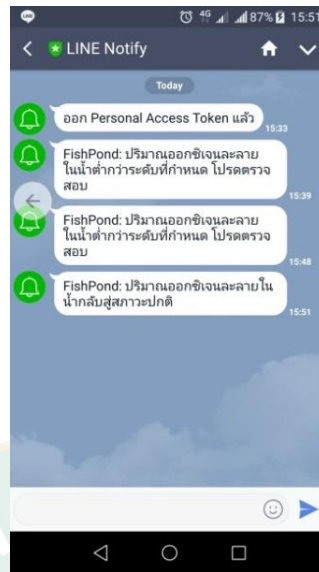 4G 87% 15:51
LINE Notify
Today
ออก Personal Access Token แล้ว
15:33
FishPond: ปริมาณออกซิเจนละลาย
ในน้ำต่ำกว่าระดับที่กำหนด โปรดตรวจ
สอบ
15:39
FishPond: ปริมาณออกซิเจนละลาย
ในน้ำต่ำกว่าระดับที่กำหนด โปรดตรวจ
สอบ
15:48
FishPond: ปริมาณออกซิเจนละลายใน
น้ำกลับสู่สภาวะปกติ
15:51